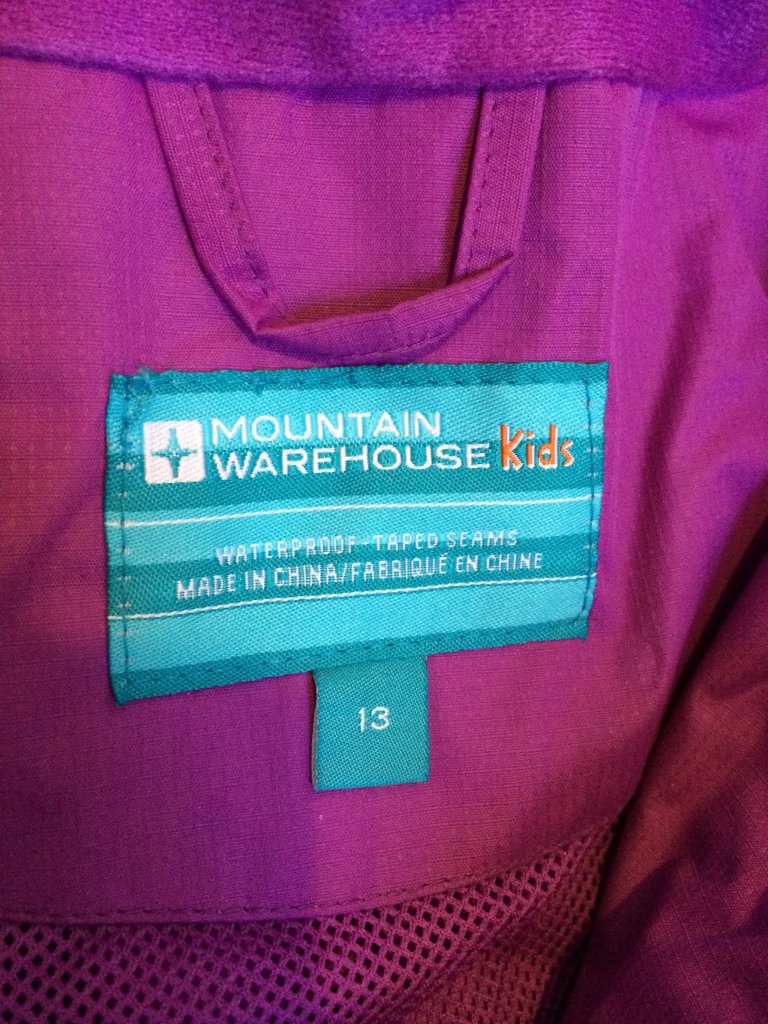 MOUNTAIN
WAREHOUSE Kids
WATERPROOF-TAPED SEAMS
MADE IN CHINA/FABRIQUÉ EN CHINE
13